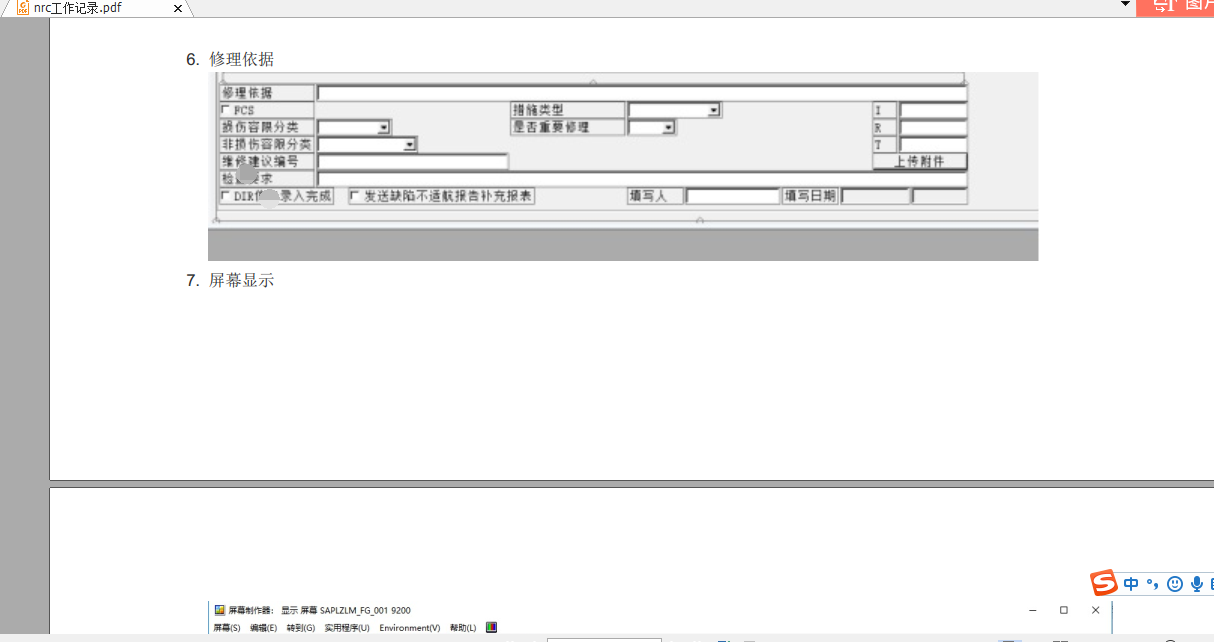 nrc工作记录.pdf
图片
6. 修理依据
修理依据
FCS 措施类型 I
损伤容限分类 是否重要修理 R
非损伤容限分类 T
维修建议编号 上传附件
检 要求
DIR 录入完成 发送缺陷不适航报告补充报表 填写人 填写日期
7. 屏幕显示
中
屏幕制作器: 显示 屏幕 SAPLZLM_FG_001 9200
屏幕(S) 编辑(E) 转到(G) 实用程序(U) Environment(V) 帮助(L)